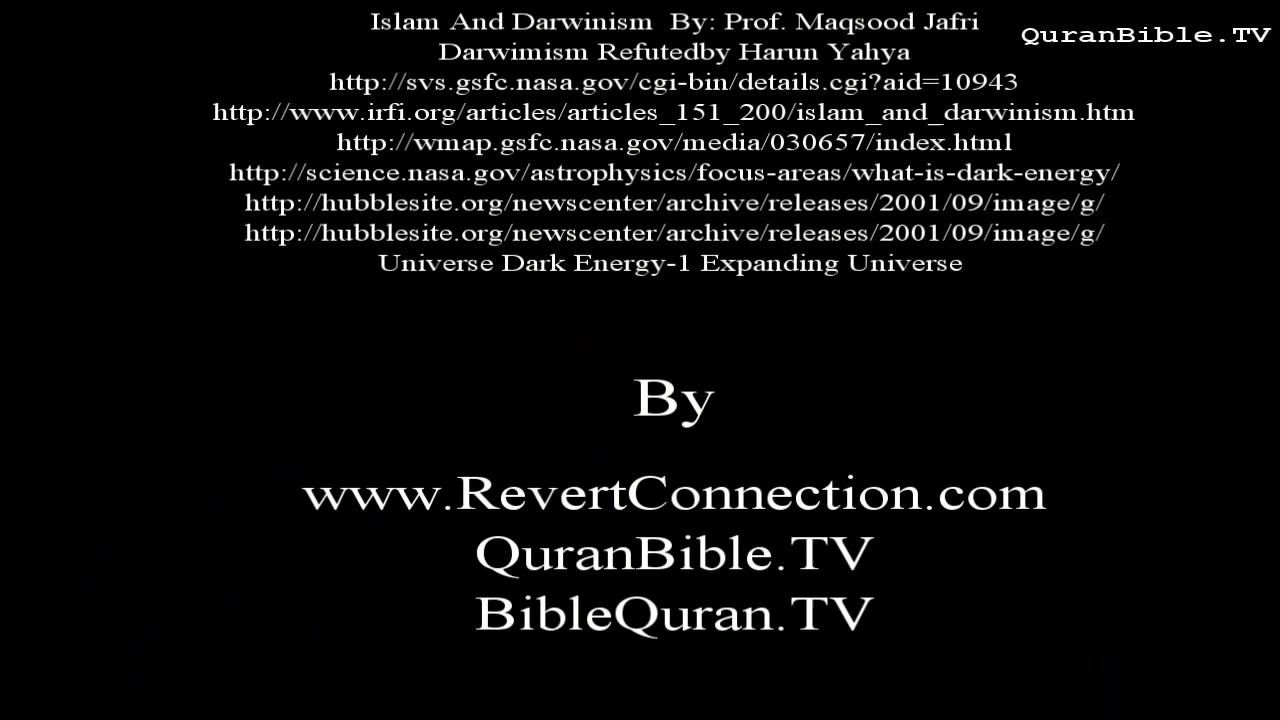 Islam And Darwinism By: Prof. Maqsood Jafri
QuranBible.TV
Darwimism Refutedby Harun Yahya
http://svs.gsfc.nasa.gov/cgi-bin/details.cgi?aid=10943
http://www.irfi.org/articles/articles_151_200/islam_and_darwinism.htm
http://wmap.gsfc.nasa.gov/media/030657/index.html
http://science.nasa.gov/astrophysics/focus-areas/what-is-dark-energy/
http://hubblesite.org/newscenter/archive/releases/2001/09/image/g/
http://hubblesite.org/newscenter/archive/releases/2001/09/image/g/
Universe Dark Energy-1 Expanding Universe
By
www.RevertConnection.com
QuranBible.TV
BibleQuran.TV